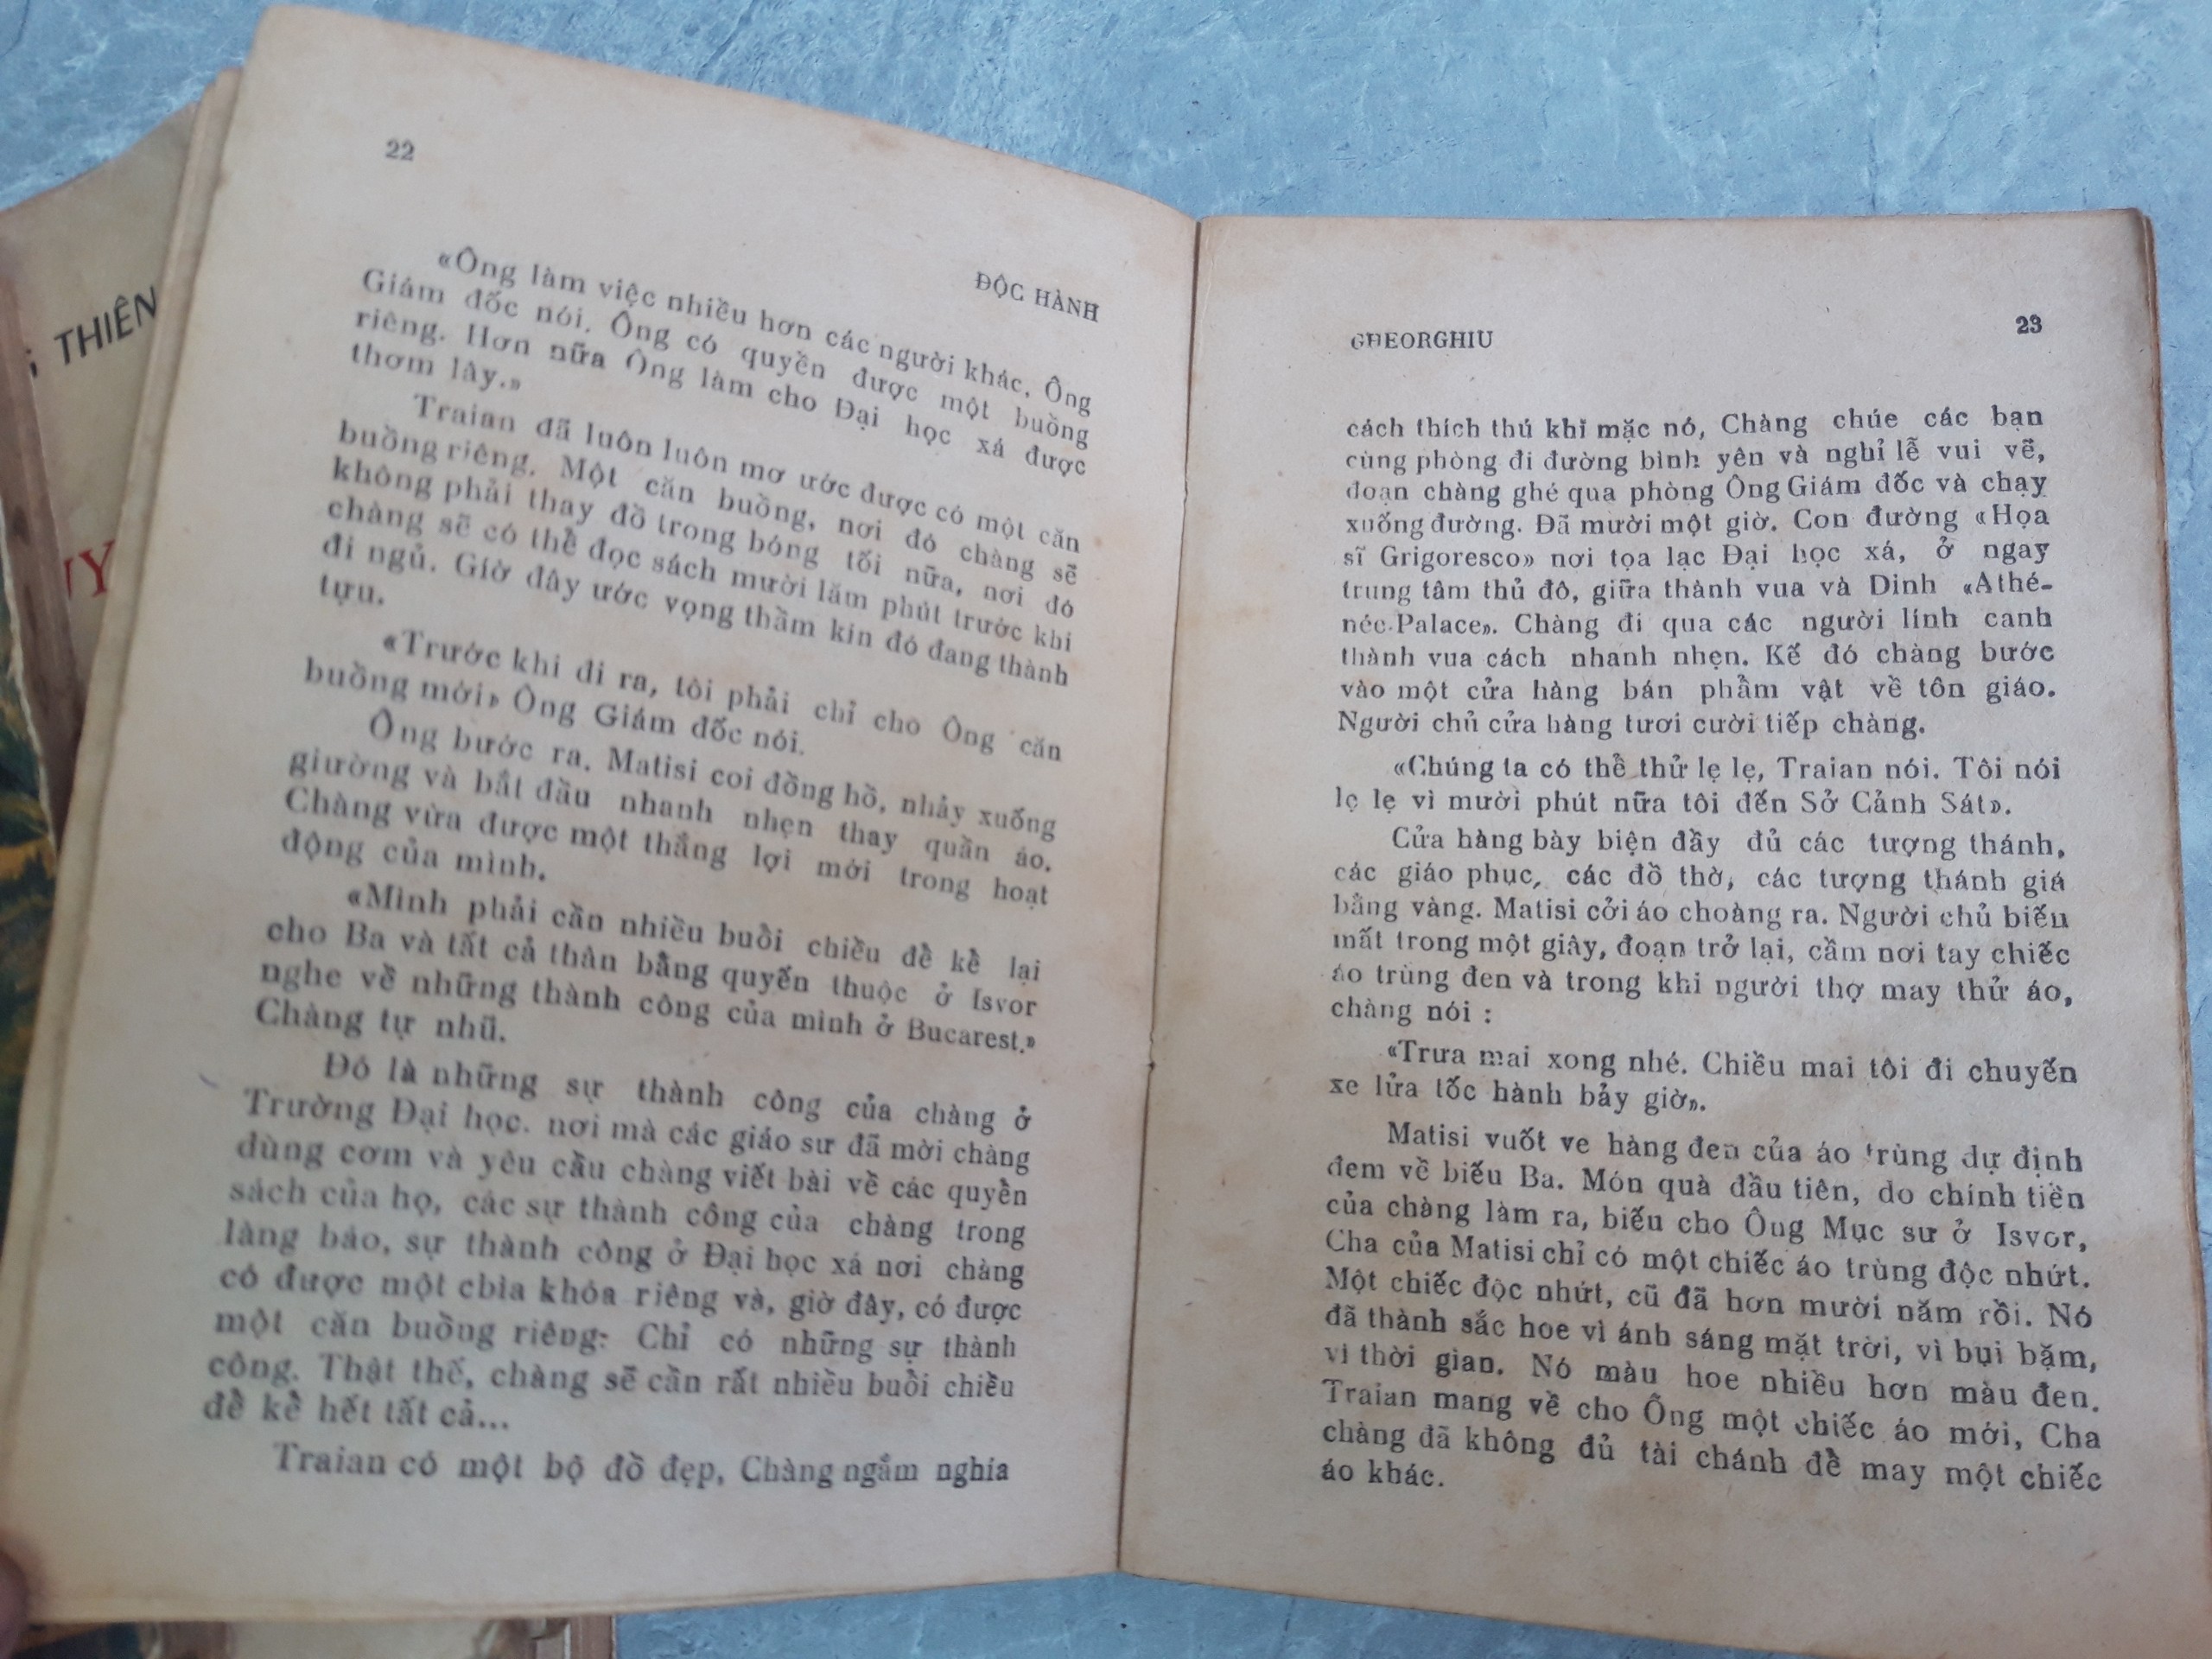 THIÊN
22
ĐỘC HÀNH
«Ông làm việc nhiều hơn các người khác, Ông
Giám đốc nói. Ông có quyền được một buồng
riêng. Hơn nữa Ông làm cho Đại học xá được
thơm lây.»
Traian đã luôn luôn mơ ước được có một căn
buồng riêng. Một căn buồng, nơi đó chàng sẽ
không phải thay đồ trong bóng tối nữa, nơi đó
chàng sẽ có thể đọc sách mười lăm phút trước khi
đi ngủ. Giờ đây ước vọng thầm kín đó đang thành
tựu.
«Trước khi đi ra, tôi phải chỉ cho Ông căn
buồng mới» Ông Giám đốc nói.
Ông bước ra. Matisi coi đồng hồ, nhảy xuống
giường và bắt đầu nhanh nhẹn thay quần áo.
Chàng vừa được một thắng lợi mới trong hoạt
động của mình.
«Mình phải cần nhiều buổi chiều để kể lại
cho Ba và tất cả thân bằng quyến thuộc ở Isvor
nghe về những thành công của mình ở Bucarest.»
Chàng tự nhủ.
Đó là những sự thành công của chàng ở
Trường Đại học. nơi mà các giáo sư đã mời chàng
dùng cơm và yêu cầu chàng viết bài về các quyển
sách của họ, các sự thành công của chàng trong
làng báo, sự thành công ở Đại học xá nơi chàng
có được một chìa khóa riêng và, giờ đây, có được
một căn buồng riêng: Chỉ có những sự thành
công. Thật thế, chàng sẽ cần rất nhiều buổi chiều
để kể hết tất cả...
Traian có một bộ đồ đẹp, Chàng ngắm nghía
GHEORGHIU
23
cách thích thú khi mặc nó, Chàng chúc các bạn
cùng phòng đi đường bình yên và nghỉ lễ vui vẽ,
đoạn chàng ghé qua phòng Ông Giám đốc và chạy
xuống đường. Đã mười một giờ. Con đường «Họa
sĩ Grigoresco» nơi tọa lạc Đại học xá, ở ngay
trung tâm thủ đô, giữa thành vua và Dinh «Athé-
néc-Palace». Chàng đi qua các người lính canh
thành vua cách nhanh nhẹn. Kế đó chàng bước
vào một cửa hàng bán phẩm vật về tôn giáo.
Người chủ cửa hàng tươi cười tiếp chàng.
«Chúng ta có thể thử lẹ lẹ, Traian nói. Tôi nói
lẹ lẹ vì mười phút nữa tôi đến Sở Cảnh Sát».
Cửa hàng bày biện đầy đủ các tượng thánh,
các giáo phục, các đồ thờ, các tượng thánh giá
bằng vàng. Matisi cởi áo choàng ra. Người chủ biến
mất trong một giây, đoạn trở lại, cầm nơi tay chiếc
áo trùng đen và trong khi người thợ may thử áo,
chàng nói :
«Trưa mai xong nhé. Chiều mai tôi đi chuyến
xe lửa tốc hành bảy giờ».
Matisi vuốt ve hàng đen của áo trùng dự định
đem về biếu Ba. Món quà đầu tiên, do chính tiền
của chàng làm ra, biếu cho Ông Mục sư ở Isvor,
Cha của Matisi chỉ có một chiếc áo trùng độc nhứt.
Một chiếc độc nhứt, cũ đã hơn mười năm rồi. Nó
đã thành sắc hoe vì ánh sáng mặt trời, vì bụi bặm,
vì thời gian. Nó màu hoe nhiều hơn màu đen.
Traian mang về cho Ông một chiếc áo mới, Cha
chàng đã không đủ tài chánh để may một chiếc
áo khác.